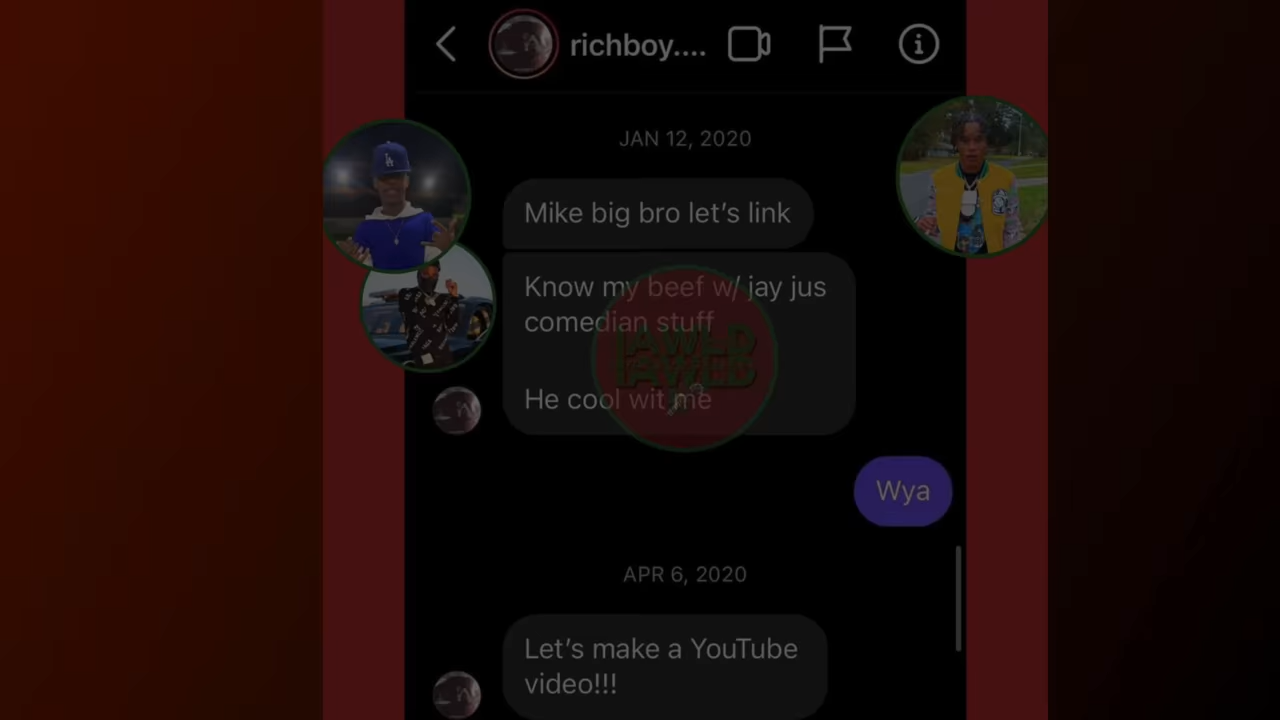 richboy....
JAN 12, 2020
Mike big bro let's link
Know my beef w/ jay jus
comedian stuff
He cool wit me
Wya
APR 6, 2020
Let's make a YouTube
video!!!